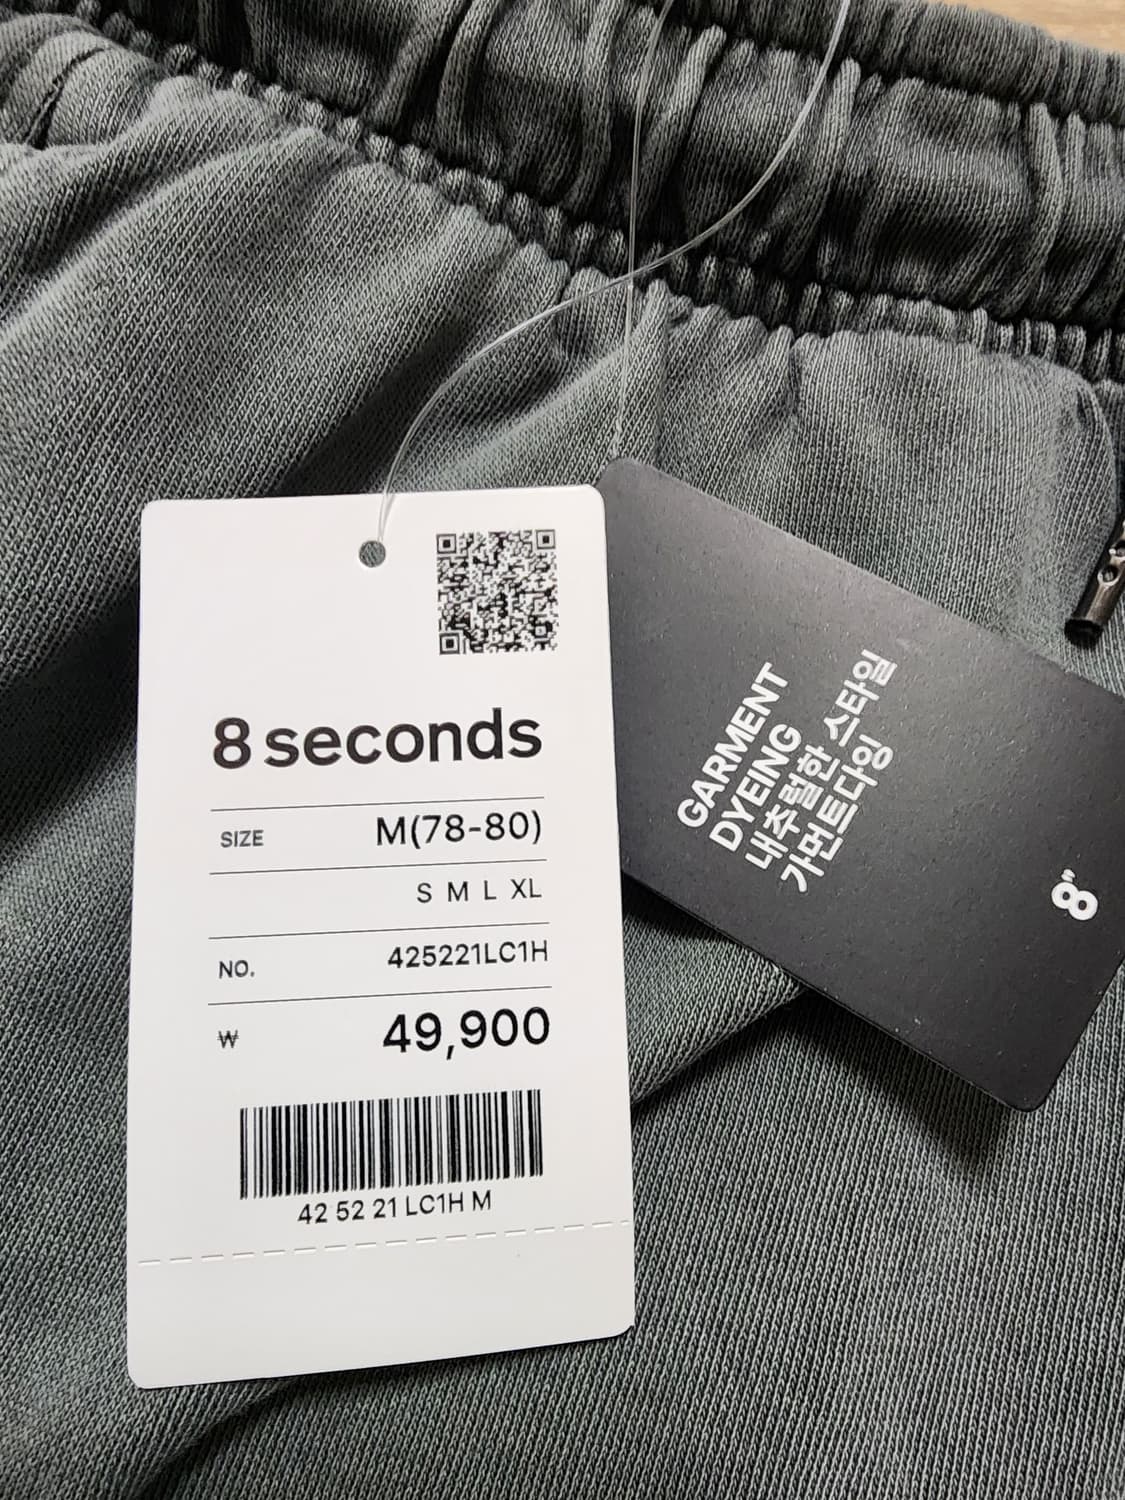 8 seconds
SIZE M(78-80)
S M L XL
NO. 425221LC1H
₩ 49,900
42 52 21 LC1H M
GARMENT
DYEING
내추럴한 스타일
가먼트다잉
8"